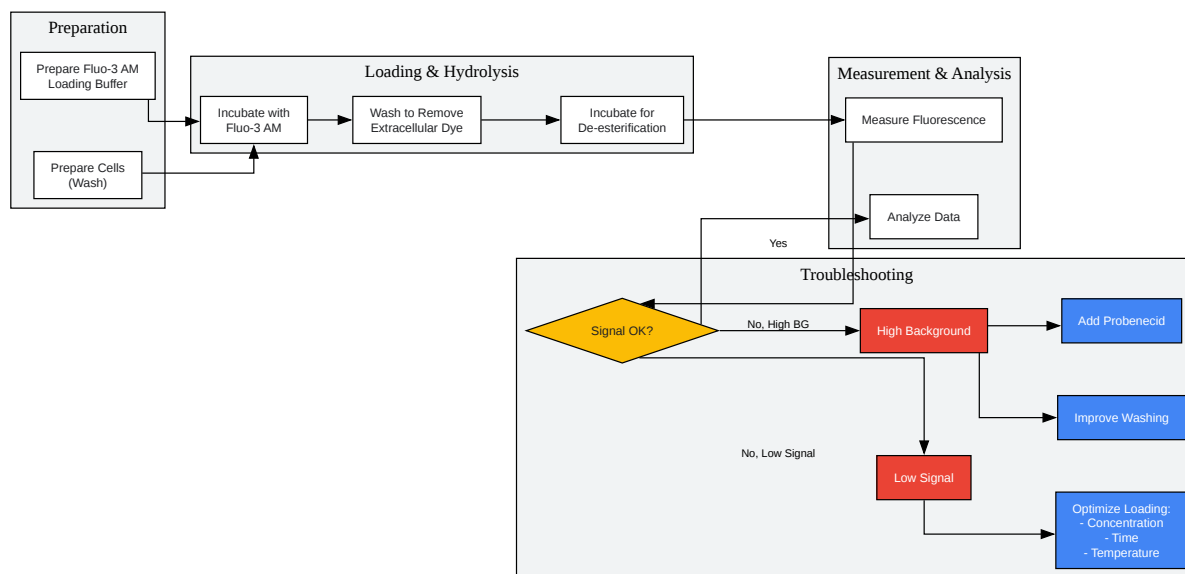 Preparation
Prepare Fluo-3 AM
Loading Buffer
Prepare Cells
(Wash)
Loading & Hydrolysis
Incubate with
Fluo-3 AM
Wash to Remove
Extracellular Dye
Incubate for
De-esterification
Measurement & Analysis
Measure Fluorescence
Analyze Data
Yes
Troubleshooting
Signal OK?
No, High BG
High Background
Add Probenecid
Improve Washing
No, Low Signal
Low Signal
Optimize Loading:
- Concentration
- Time
- Temperature